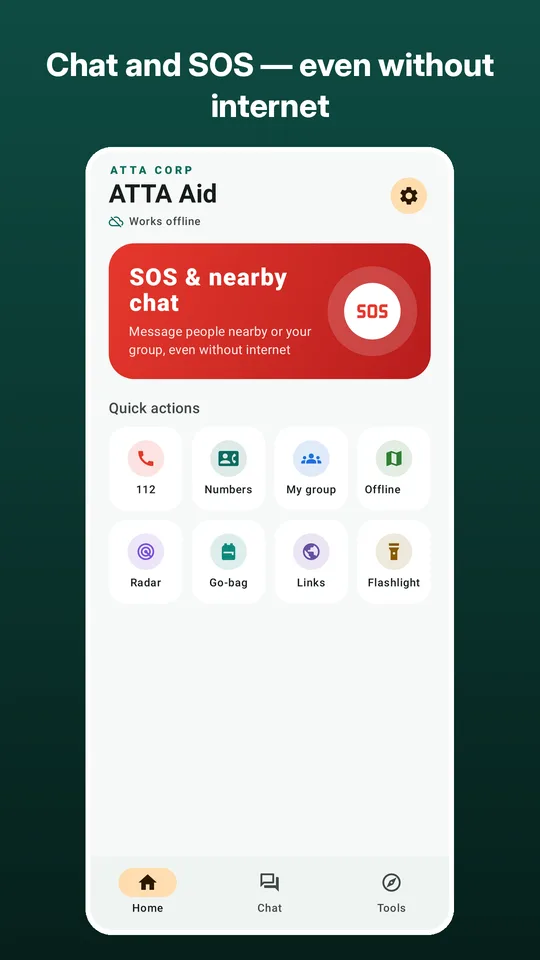 Chat and SOS — even without
internet
ATTA CORP
ATTA Aid
Works offline
SOS & nearby
chat
Message people nearby or your
group, even without internet
SOS
Quick actions
112
Numbers
My group
Offline
Radar
Go-bag
Links
Flashlight
Home
Chat
Tools